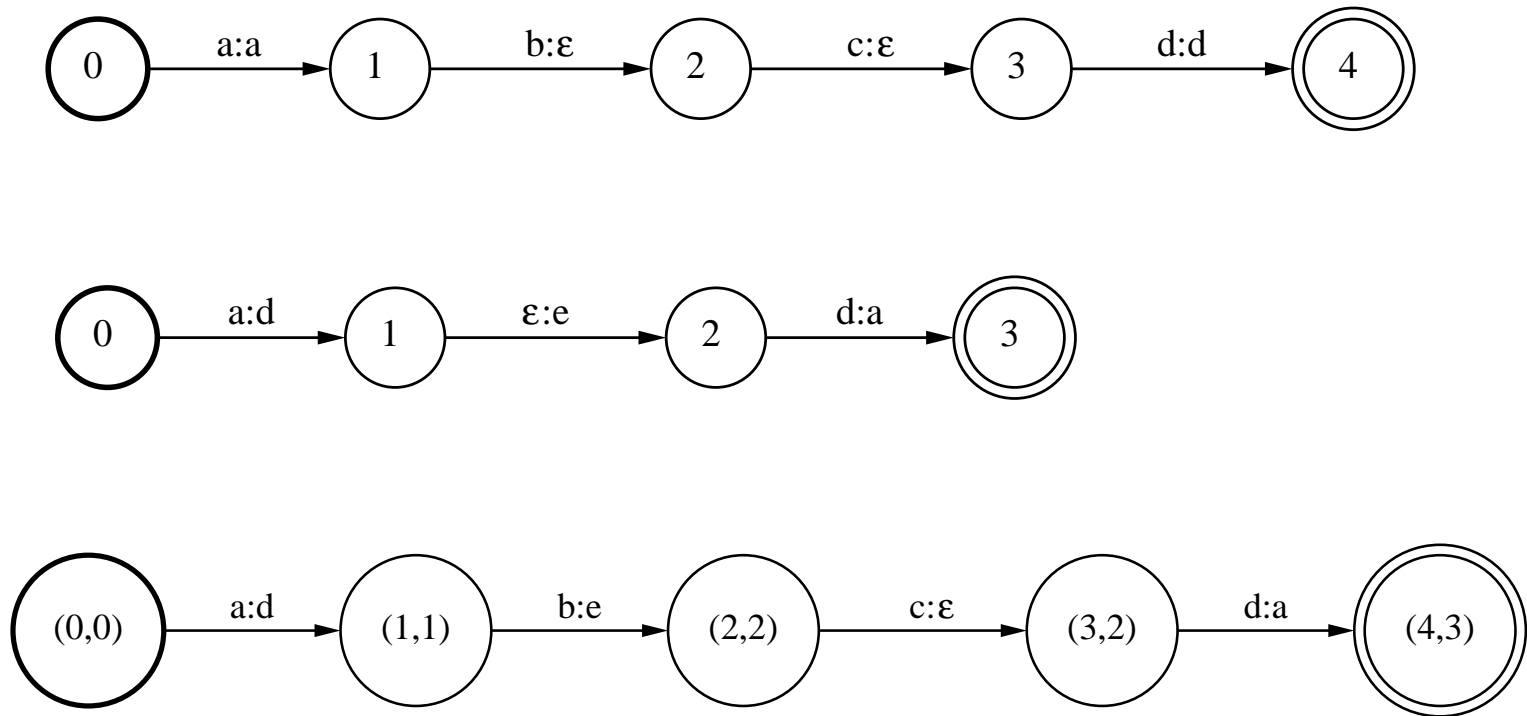 0 a:a 1 b:ε 2 c:ε 3 d:d 4
0 a:d 1 ε:e 2 d:a 3
(0,0) a:d (1,1) b:e (2,2) c:ε (3,2) d:a (4,3)